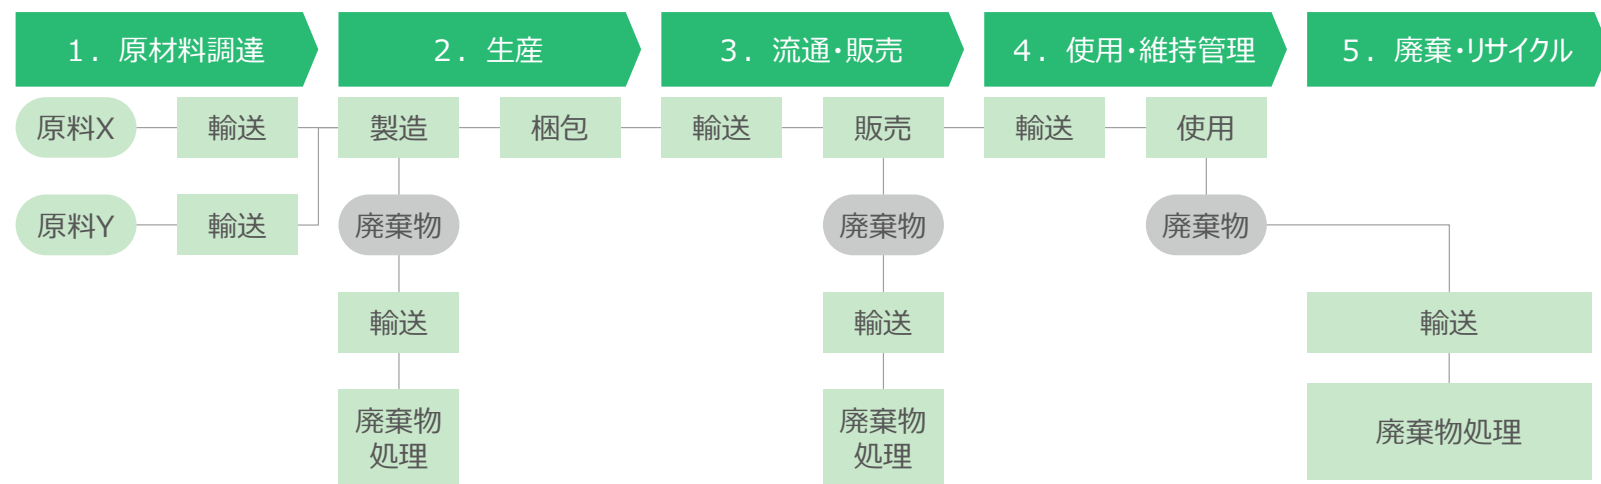 1．原材料調達
2．生産
3．流通・販売
4．使用・維持管理
5．廃棄・リサイクル
原料X
輸送
製造
梱包
輸送
販売
輸送
使用
原料Y
輸送
廃棄物
廃棄物
廃棄物
輸送
輸送
輸送
廃棄物
処理
廃棄物
処理
廃棄物処理